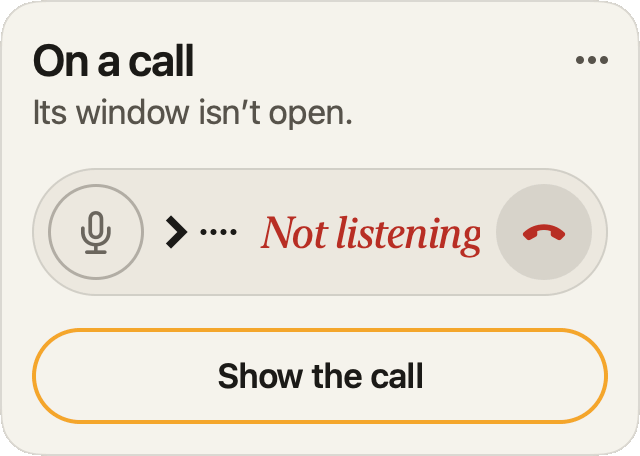 On a call
Its window isn’t open.
Not listening
Show the call